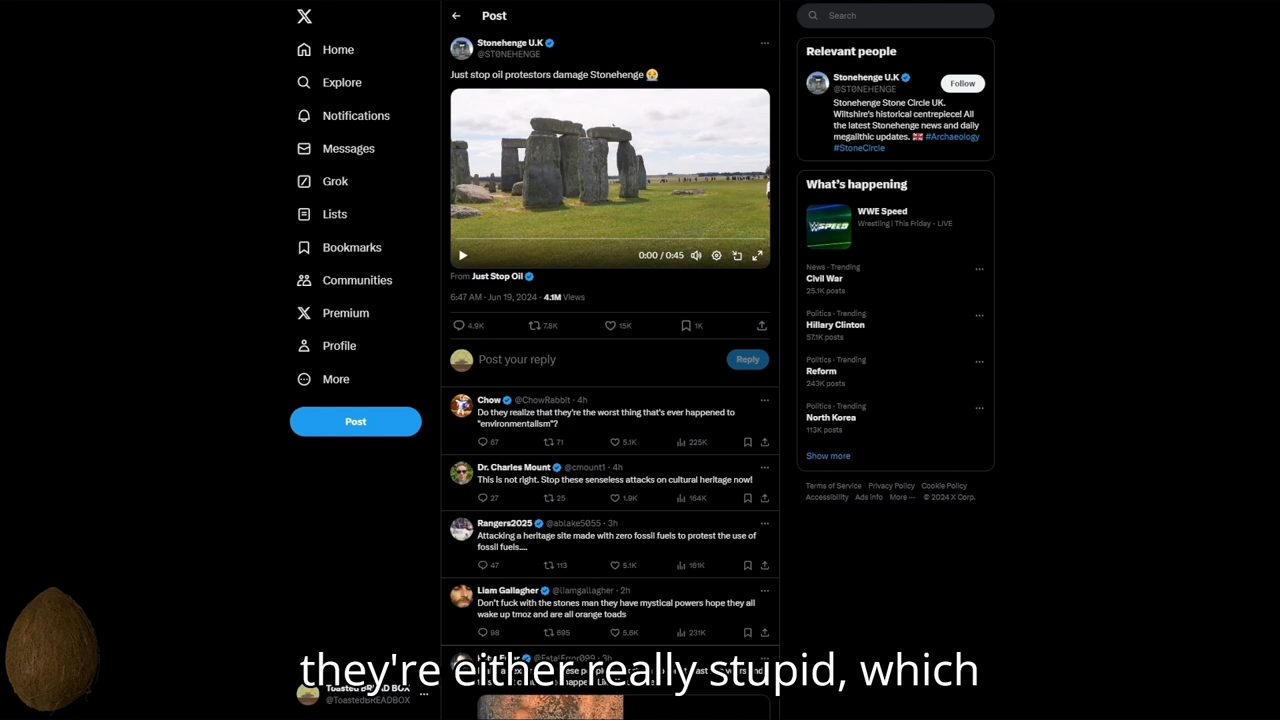 Home
Explore
Notifications
Messages
Grok
Lists
Bookmarks
Communities
Premium
Profile
More
Post
Toasted BREAD BOX
@ToastedBREADBOX
Post
Stonehenge U.K
@ST0NEHENGE
Just stop oil protestors damage Stonehenge 😢
0:00 / 0:45
From Just Stop Oil
6:47 AM · Jun 19, 2024 · 4.1M Views
4.9K 7.8K 15K 1K
Post your reply
Reply
Chow @ChowRabbit · 4h
Do they realize that they're the worst thing that's ever happened to
"environmentalism"?
67 71 5.1K 225K
Dr. Charles Mount @cmount1 · 4h
This is not right. Stop these senseless attacks on cultural heritage now!
27 25 1.9K 154K
Rangers2025 @ablake5055 · 3h
Attacking a heritage site made with zero fossil fuels to protest the use of
fossil fuels....
47 113 5.1K 161K
Liam Gallagher @liamgallagher · 2h
Don't fuck with the stones man they have mystical powers hope they all
wake up tmoz and are all orange toads
98 695 5.6K 231K
@FatalError099 · 3h
they're either really stupid, which
Search
Relevant people
Stonehenge U.K
@ST0NEHENGE
Follow
Stonehenge Stone Circle UK.
Wiltshire's historical centrepiece! All
the latest Stonehenge news and daily
megalithic updates. 🇬🇧 #Archaeology
#StoneCircle
What's happening
WWE Speed
Wrestling | This Friday · LIVE
SPEED
News · Trending
Civil War
25.1K posts
Politics · Trending
Hillary Clinton
57.1K posts
Politics · Trending
Reform
243K posts
Politics · Trending
North Korea
113K posts
Show more
Terms of Service Privacy Policy Cookie Policy
Accessibility Ads info More ··· © 2024 X Corp.